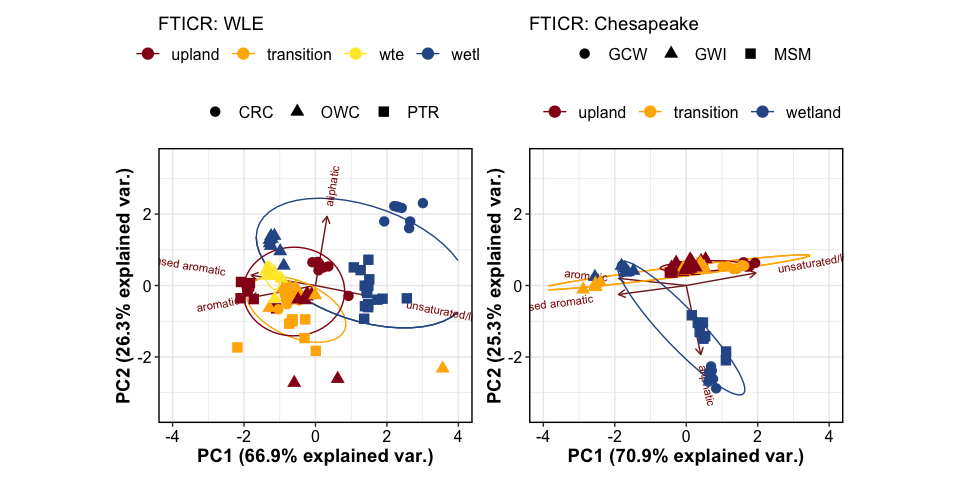 FTICR: WLE
upland transition wte wetl
CRC OWC PTR
PC2 (26.3% explained var.)
2
0
-2
-4 -2 0 2 4
PC1 (66.9% explained var.)
aliphatic
sed aromatic
aromatic
unsaturated/l
FTICR: Chesapeake
GCW GWI MSM
upland transition wetland
PC2 (25.3% explained var.)
2
0
-2
-4 -2 0 2 4
PC1 (70.9% explained var.)
aromatic
sed aromatic
unsaturated/l
aliphatic